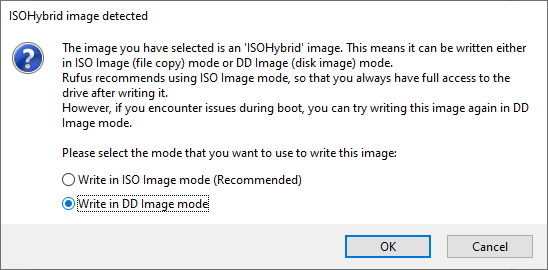 ISOHybrid image detected
The image you have selected is an 'ISOHybrid' image. This means it can be written either
in ISO Image (file copy) mode or DD Image (disk image) mode.
Rufus recommends using ISO Image mode, so that you always have full access to the
drive after writing it.
However, if you encounter issues during boot, you can try writing this image again in DD
Image mode.
Please select the mode that you want to use to write this image:
Write in ISO Image mode (Recommended)
Write in DD Image mode
OK Cancel